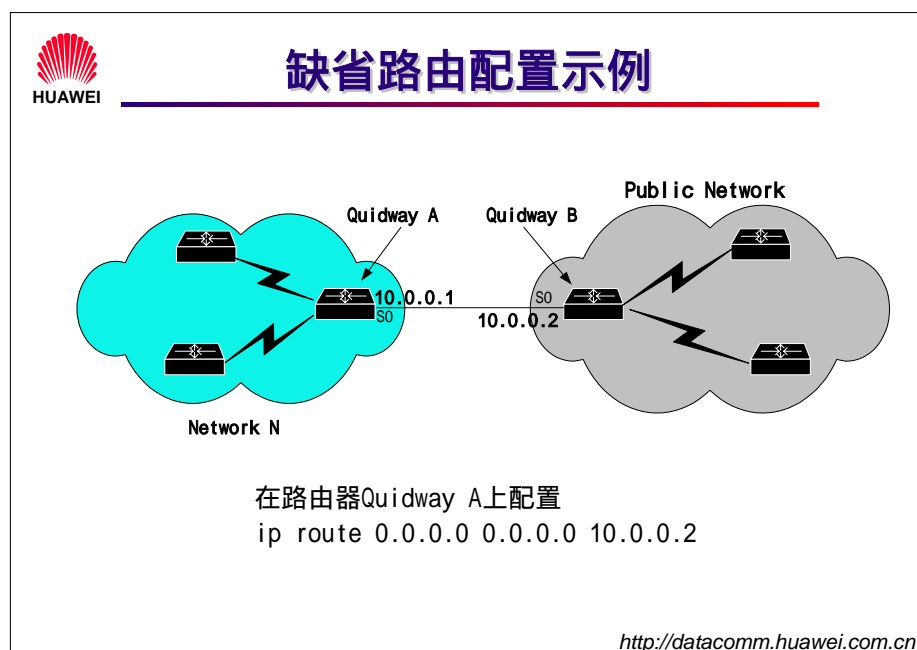 HUAWEI
缺省路由配置示例
Public Network
Quidway A
Quidway B
10.0.0.1
S0
S0
10.0.0.2
Network N
在路由器Quidway A上配置
ip route 0.0.0.0 0.0.0.0 10.0.0.2
http://datacomm.huawei.com.cn